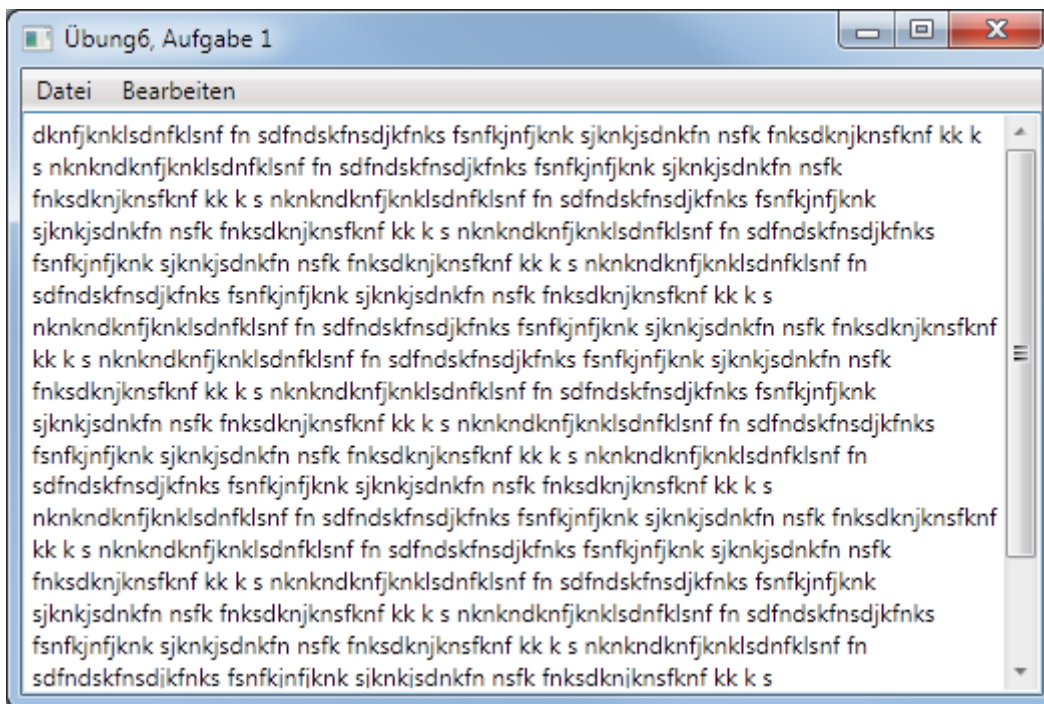 Übung6, Aufgabe 1
Datei Bearbeiten
dknfjknklsdnfklsnf fn sdfndskfnsdjkfnks fsnfkjnfjknk sjknkjsdnkfn nsfk fnksdknjknsfknf kk k
s nknkndknfjknklsdnfklsnf fn sdfndskfnsdjkfnks fsnfkjnfjknk sjknkjsdnkfn nsfk
fnksdknjknsfknf kk k s nknkndknfjknklsdnfklsnf fn sdfndskfnsdjkfnks fsnfkjnfjknk
sjknkjsdnkfn nsfk fnksdknjknsfknf kk k s nknkndknfjknklsdnfklsnf fn sdfndskfnsdjkfnks
fsnfkjnfjknk sjknkjsdnkfn nsfk fnksdknjknsfknf kk k s nknkndknfjknklsdnfklsnf fn
sdfndskfnsdjkfnks fsnfkjnfjknk sjknkjsdnkfn nsfk fnksdknjknsfknf kk k s
nknkndknfjknklsdnfklsnf fn sdfndskfnsdjkfnks fsnfkjnfjknk sjknkjsdnkfn nsfk fnksdknjknsfknf
kk k s nknkndknfjknklsdnfklsnf fn sdfndskfnsdjkfnks fsnfkjnfjknk sjknkjsdnkfn nsfk
fnksdknjknsfknf kk k s nknkndknfjknklsdnfklsnf fn sdfndskfnsdjkfnks fsnfkjnfjknk
sjknkjsdnkfn nsfk fnksdknjknsfknf kk k s nknkndknfjknklsdnfklsnf fn sdfndskfnsdjkfnks
fsnfkjnfjknk sjknkjsdnkfn nsfk fnksdknjknsfknf kk k s nknkndknfjknklsdnfklsnf fn
sdfndskfnsdjkfnks fsnfkjnfjknk sjknkjsdnkfn nsfk fnksdknjknsfknf kk k s
nknkndknfjknklsdnfklsnf fn sdfndskfnsdjkfnks fsnfkjnfjknk sjknkjsdnkfn nsfk fnksdknjknsfknf
kk k s nknkndknfjknklsdnfklsnf fn sdfndskfnsdjkfnks fsnfkjnfjknk sjknkjsdnkfn nsfk
fnksdknjknsfknf kk k s nknkndknfjknklsdnfklsnf fn sdfndskfnsdjkfnks fsnfkjnfjknk
sjknkjsdnkfn nsfk fnksdknjknsfknf kk k s nknkndknfjknklsdnfklsnf fn sdfndskfnsdjkfnks
fsnfkjnfjknk sjknkjsdnkfn nsfk fnksdknjknsfknf kk k s nknkndknfjknklsdnfklsnf fn
sdfndskfnsdjkfnks fsnfkjnfjknk sjknkjsdnkfn nsfk fnksdknjknsfknf kk k s